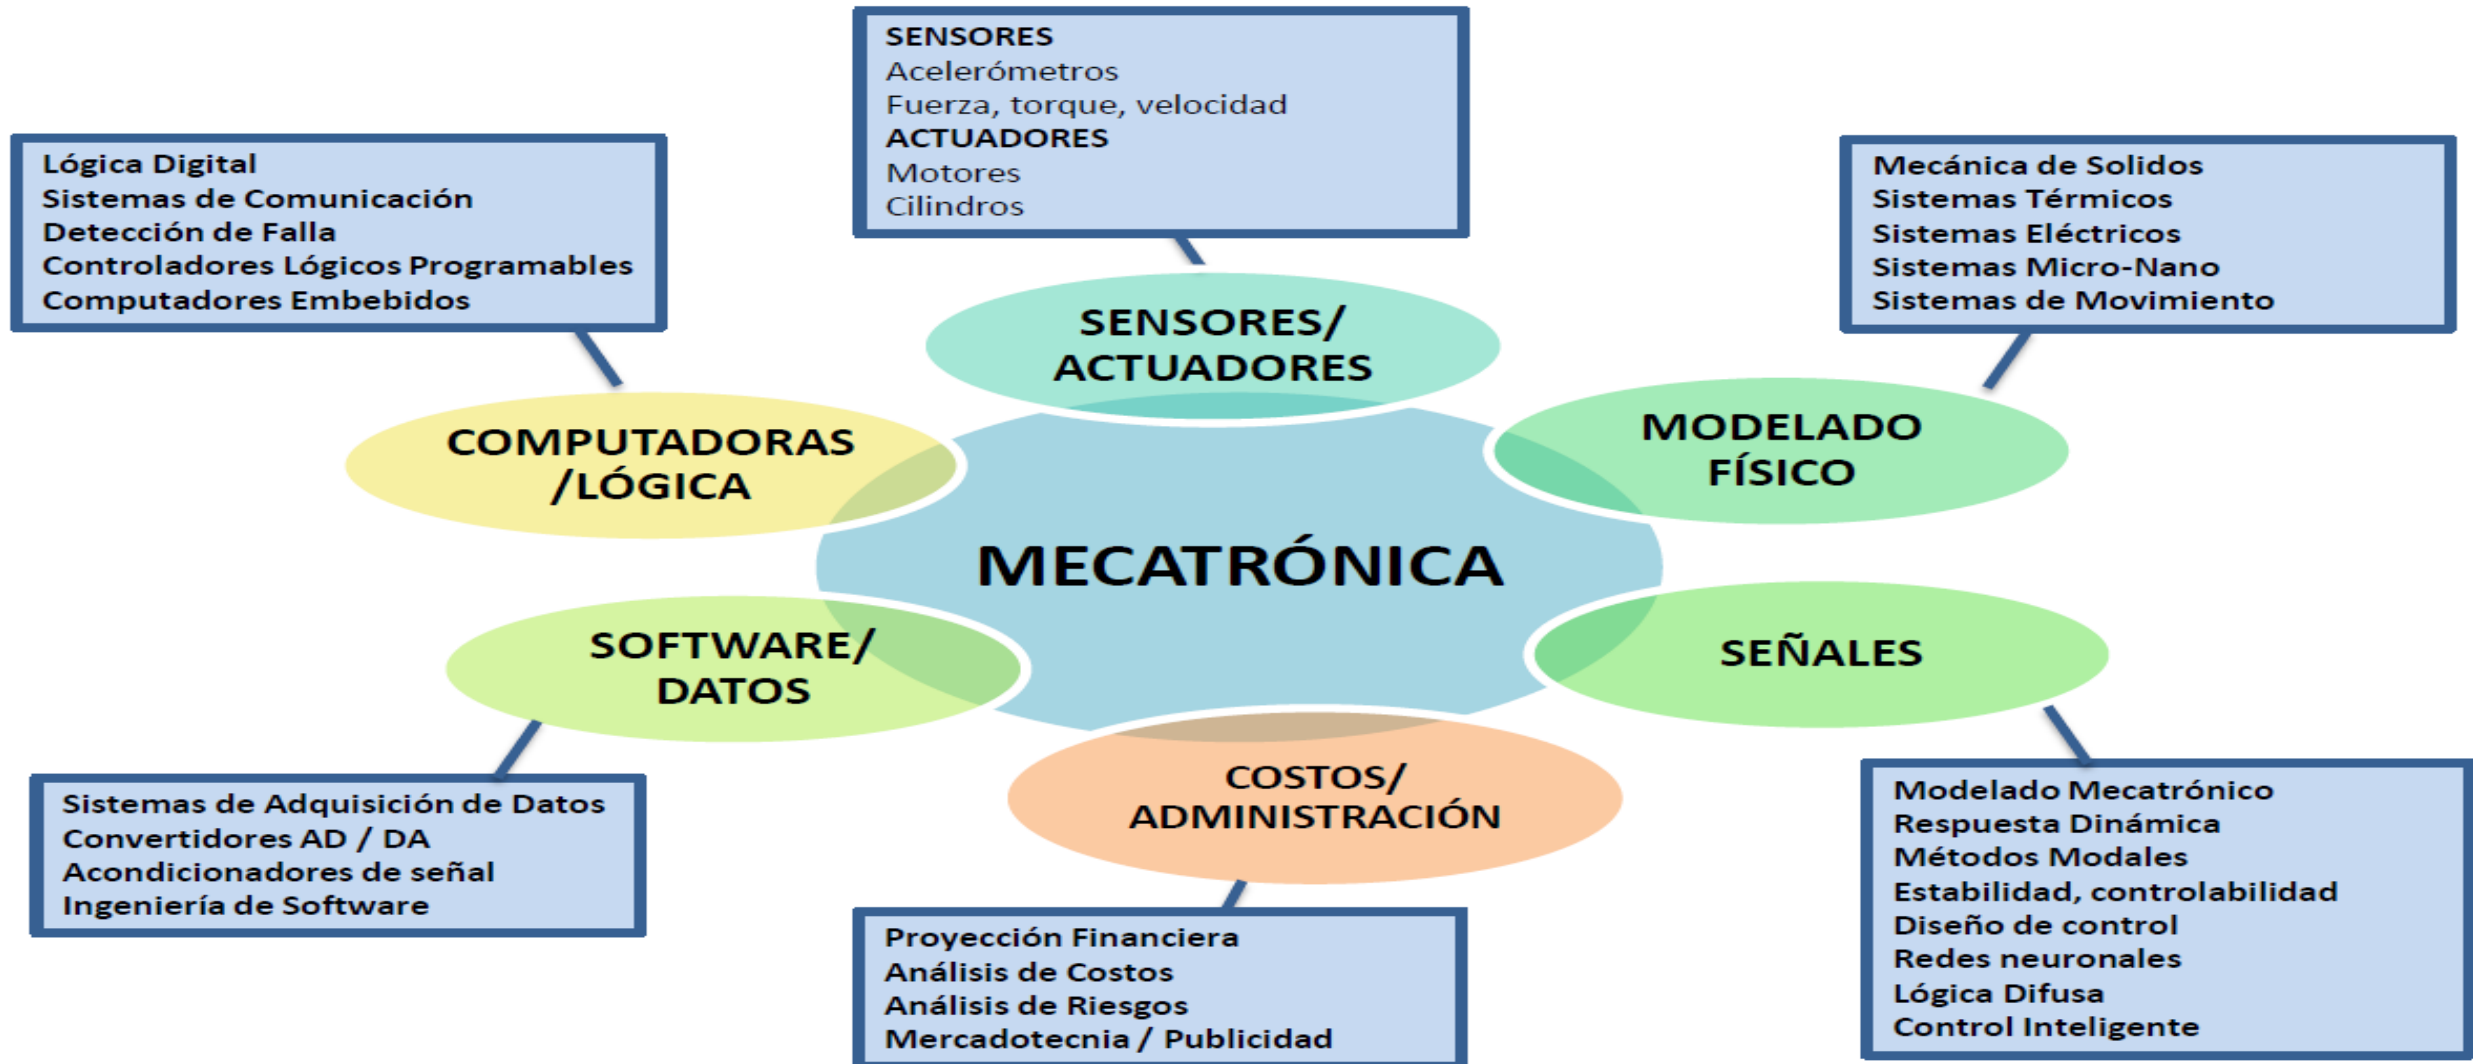 SENSORES
Acelerómetros
Fuerza, torque, velocidad
ACTUADORES
Motores
Cilindros
Lógica Digital
Sistemas de Comunicación
Detección de Falla
Controladores Lógicos Programables
Computadores Embebidos
Mecánica de Solidos
Sistemas Térmicos
Sistemas Eléctricos
Sistemas Micro-Nano
Sistemas de Movimiento
SENSORES/
ACTUADORES
COMPUTADORAS
/LÓGICA
MODELADO
FÍSICO
MECATRÓNICA
SOFTWARE/
DATOS
SEÑALES
COSTOS/
ADMINISTRACIÓN
Sistemas de Adquisición de Datos
Convertidores AD / DA
Acondicionadores de señal
Ingeniería de Software
Proyección Financiera
Análisis de Costos
Análisis de Riesgos
Mercadotecnia / Publicidad
Modelado Mecatrónico
Respuesta Dinámica
Métodos Modales
Estabilidad, controlabilidad
Diseño de control
Redes neuronales
Lógica Difusa
Control Inteligente